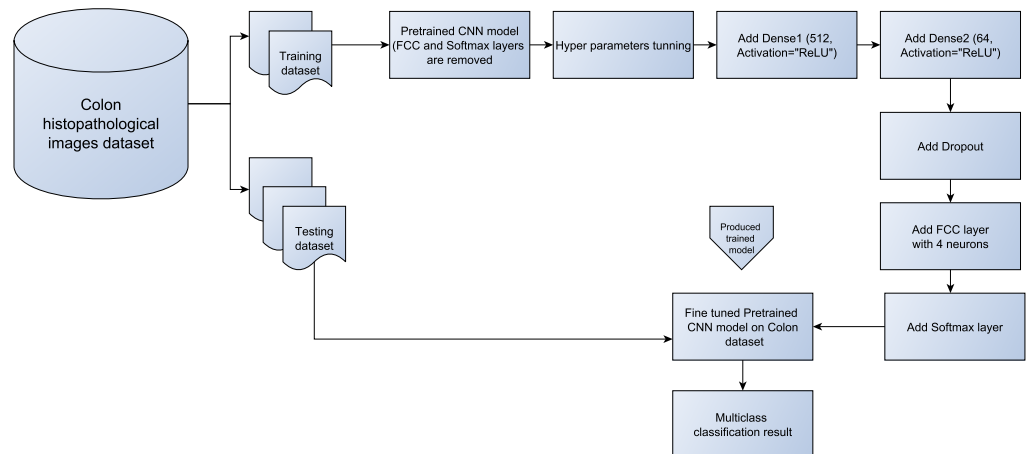 Colon
histopathological
images dataset
Training
dataset
Pretrained CNN model
(FCC and Softmax layers
are removed
Hyper parameters tunning
Add Dense1 (512,
Activation="ReLU")
Add Dense2 (64,
Activation="ReLU")
Add Dropout
Testing
dataset
Produced
trained
model
Add FCC layer
with 4 neurons
Fine tuned Pretrained
CNN model on Colon
dataset
Add Softmax layer
Multiclass
classification result